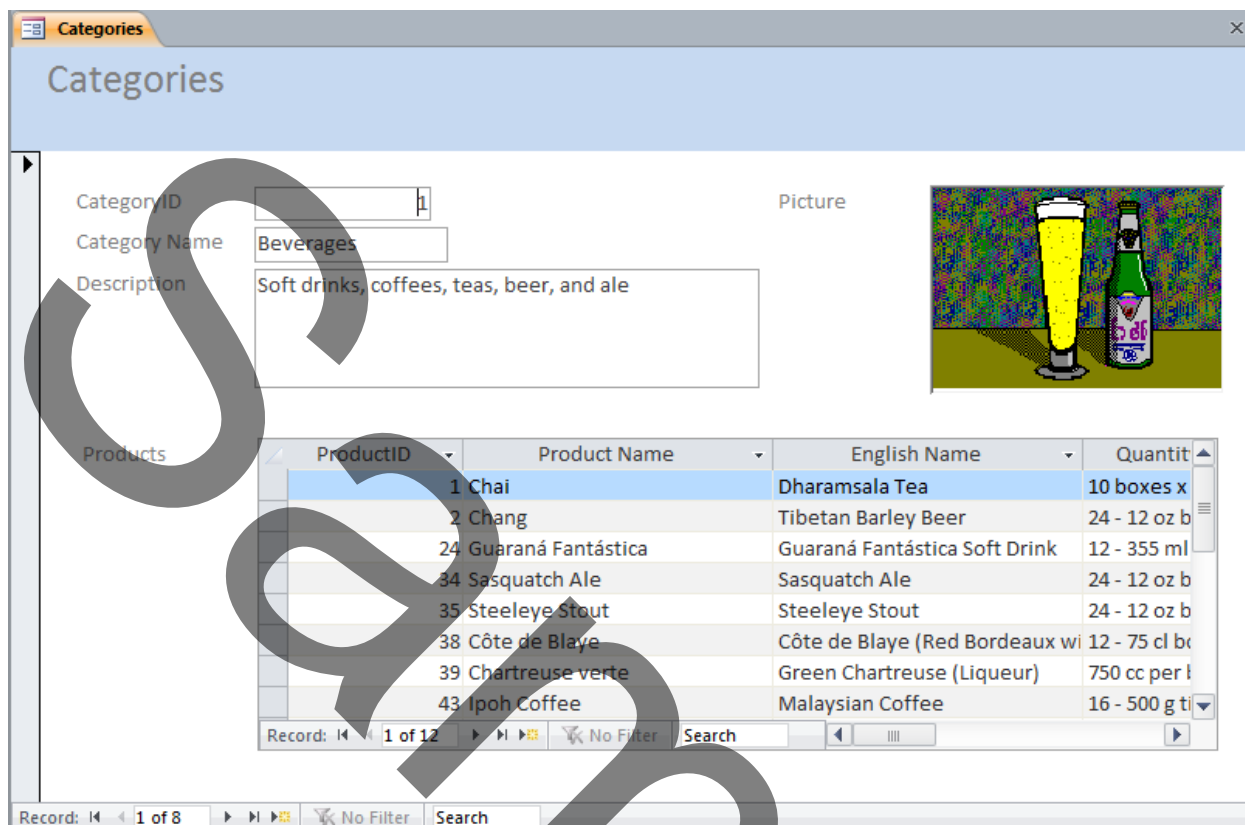 Categories
Categories
CategoryID 1 Picture
Category Name Beverages
Description Soft drinks, coffees, teas, beer, and ale
Products ProductID Product Name English Name Quantit
1 Chai Dharamsala Tea 10 boxes x
2 Chang Tibetan Barley Beer 24 - 12 oz b
24 Guaraná Fantástica Guaraná Fantástica Soft Drink 12 - 355 ml
34 Sasquatch Ale Sasquatch Ale 24 - 12 oz b
35 Steeleye Stout Steeleye Stout 24 - 12 oz b
38 Côte de Blaye Côte de Blaye (Red Bordeaux wi 12 - 75 cl bo
39 Chartreuse verte Green Chartreuse (Liqueur) 750 cc per b
43 Ipoh Coffee Malaysian Coffee 16 - 500 g ti
Record: 1 of 12 No Filter Search
Record: 1 of 8 No Filter Search